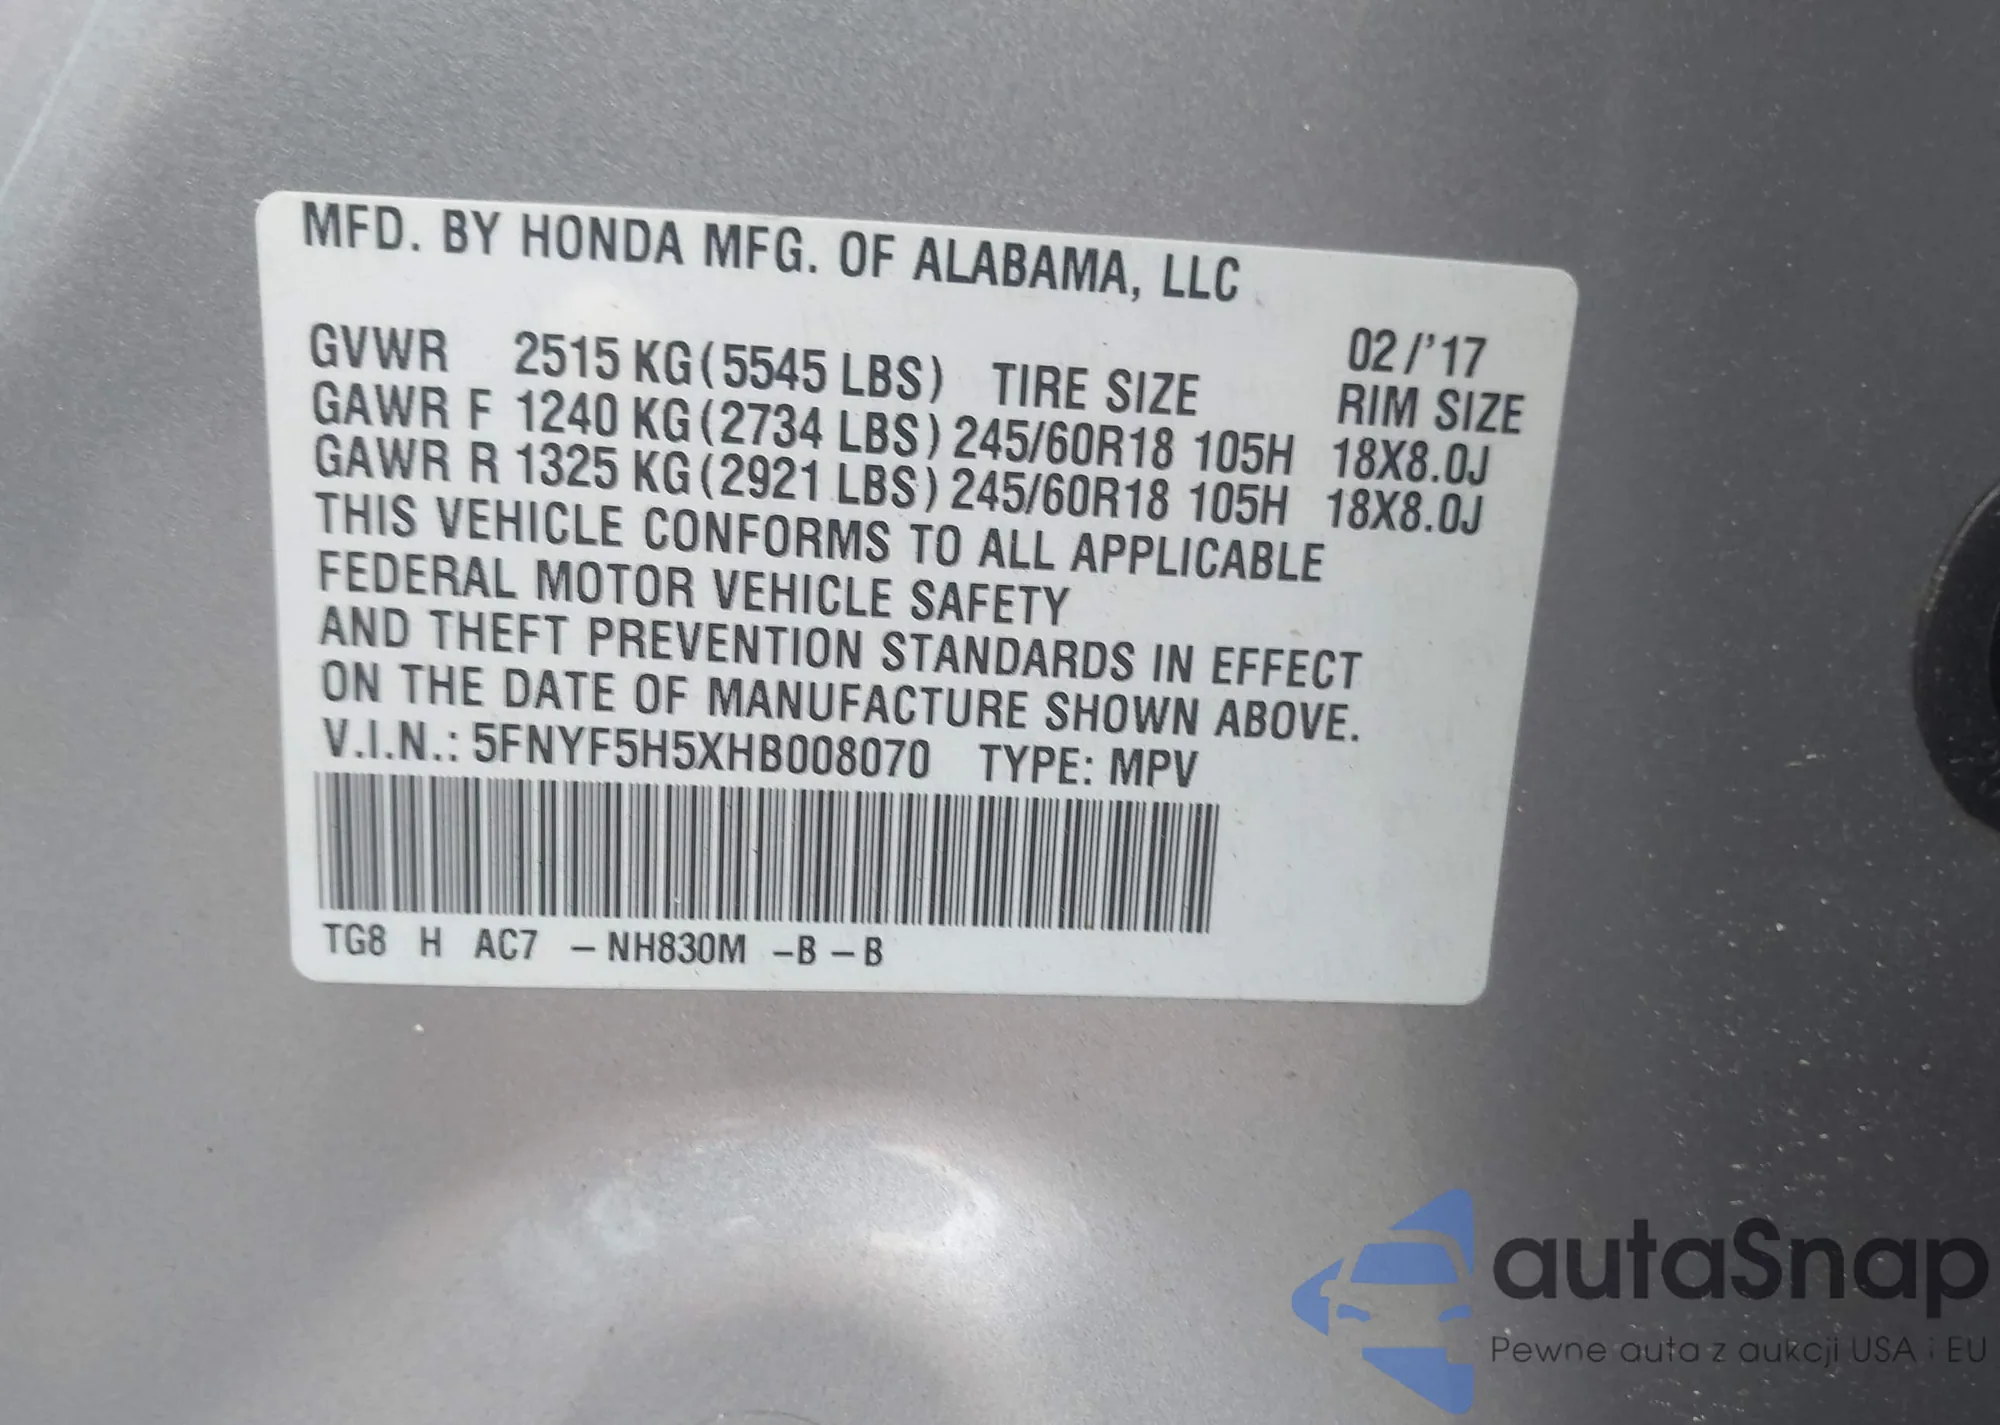 MFD. BY HONDA MFG. OF ALABAMA, LLC
02/'17
GVWR 2515 KG (5545 LBS) TIRE SIZE RIM SIZE
GAWR F 1240 KG (2734 LBS) 245/60R18 105H 18X8.0J
GAWR R 1325 KG (2921 LBS) 245/60R18 105H 18X8.0J
THIS VEHICLE CONFORMS TO ALL APPLICABLE
FEDERAL MOTOR VEHICLE SAFETY
AND THEFT PREVENTION STANDARDS IN EFFECT
ON THE DATE OF MANUFACTURE SHOWN ABOVE.
V.I.N.: 5FNYF5H5XHB008070 TYPE: MPV
TG8 H AC7 – NH830M –B – B
autaSnap
Pewne auta z aukcji USA i EU